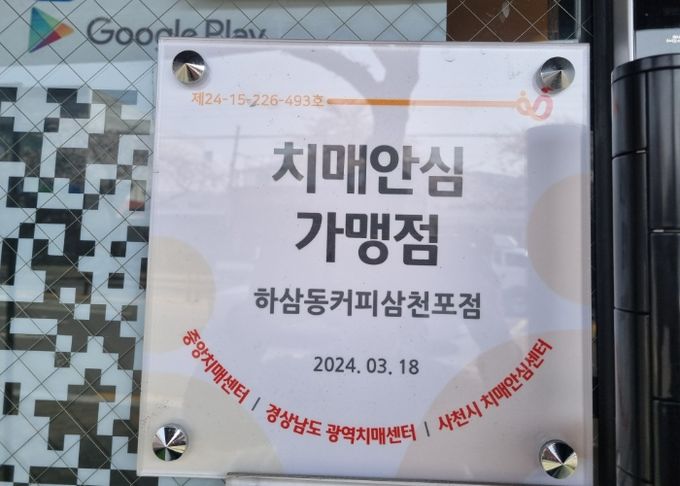 Google Play
제24-15-226-493호
치매안심
가맹점
하삼동커피삼천포점
2024. 03. 18
중앙치매센터 | 경상남도 광역치매센터 | 사천시 치매안심센터